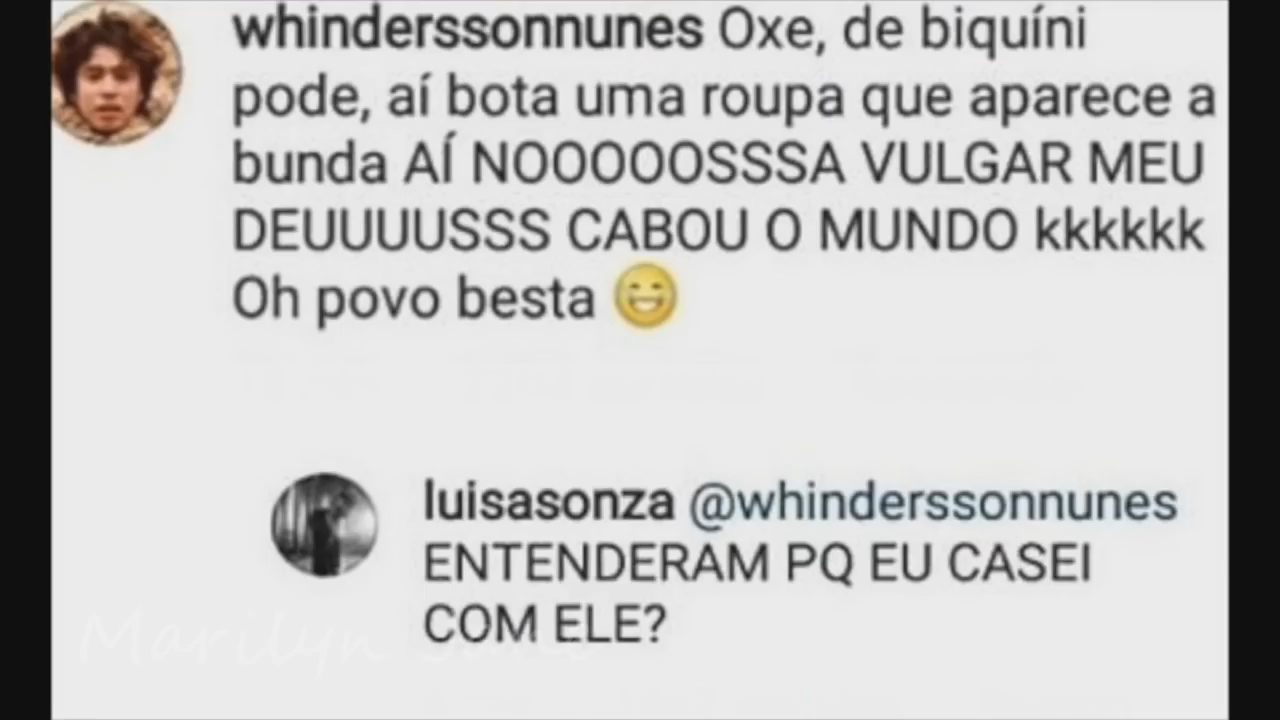 whinderssonnunes Oxe, de biquíni
pode, aí bota uma roupa que aparece a
bunda AÍ NOOOOOSSSA VULGAR MEU
DEUUUUSSS CABOU O MUNDO kkkkkk
Oh povo besta 😁
luisasonza @whinderssonnunes
ENTENDERAM PQ EU CASEI
COM ELE?
Marilyn